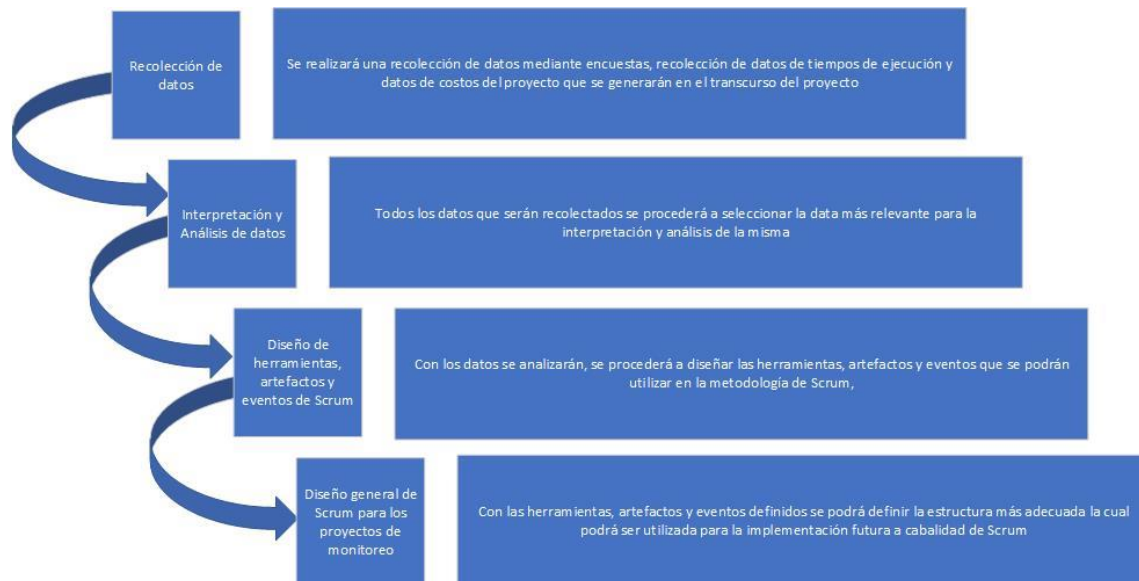 Recolección de
datos
Se realizará una recolección de datos mediante encuestas, recolección de datos de tiempos de ejecución y
datos de costos del proyecto que se generarán en el transcurso del proyecto
Interpretación y
Análisis de datos
Todos los datos que serán recolectados se procederá a seleccionar la data más relevante para la
interpretación y análisis de la misma
Diseño de
herramientas,
artefactos y
eventos de Scrum
Con los datos se analizarán, se procederá a diseñar las herramientas, artefactos y eventos que se podrán
utilizar en la metodología de Scrum,
Diseño general de
Scrum para los
proyectos de
monitoreo
Con las herramientas, artefactos y eventos definidos se podrá definir la estructura más adecuada la cual
podrá ser utilizada para la implementación futura a cabalidad de Scrum